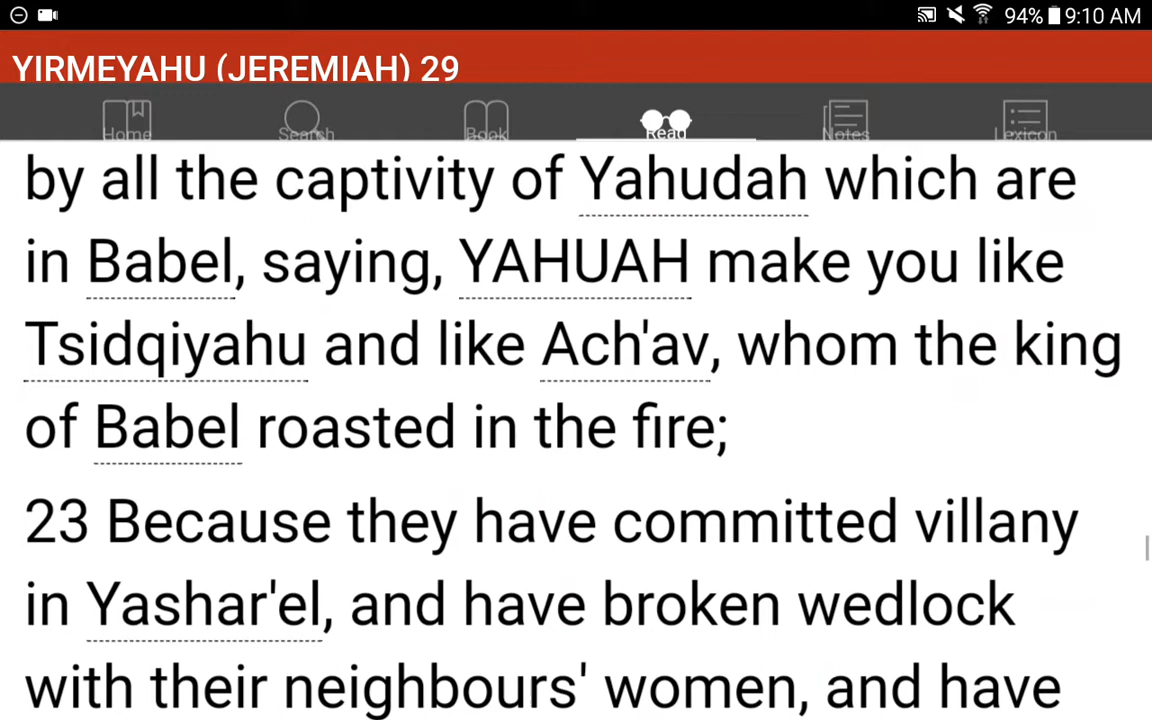 94% 9:10 AM
YIRMEYAHU (JEREMIAH) 29
Home Search Book Read Notes Lexicon
by all the captivity of Yahudah which are
in Babel, saying, YAHUAH make you like
Tsidqiyahu and like Ach'av, whom the king
of Babel roasted in the fire;
23 Because they have committed villany
in Yashar'el, and have broken wedlock
with their neighbours' women, and have